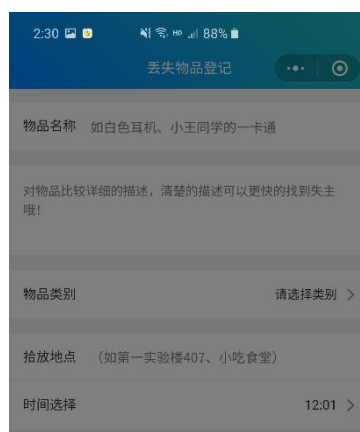 2:30 HD 88%
丢失物品登记
物品名称 如白色耳机、小王同学的一卡通
对物品比较详细的描述，清楚的描述可以更快的找到失主
哦！
物品类别 请选择类别
拾放地点 （如第一实验楼407、小吃食堂）
时间选择 12:01